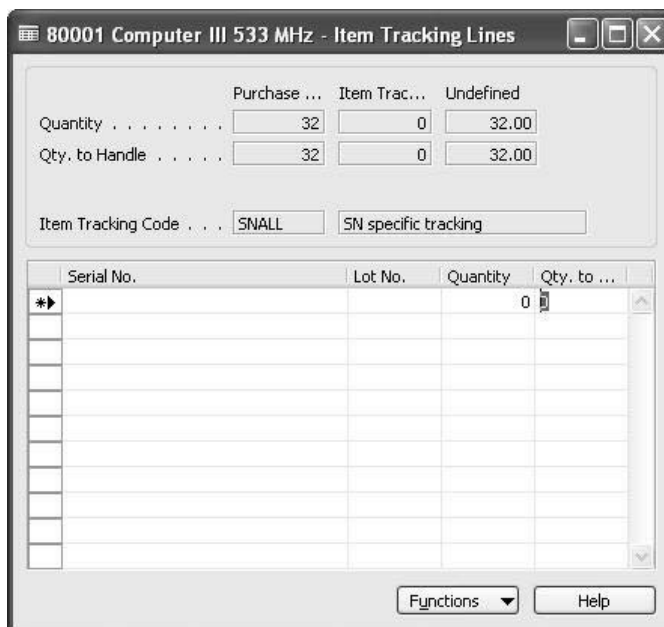 80001 Computer III 533 MHz - Item Tracking Lines
Purchase ... Item Trac... Undefined
Quantity . . . . . . . . 32 0 32.00
Qty. to Handle . . . . . 32 0 32.00
Item Tracking Code . . . SNALL SN specific tracking
Serial No. Lot No. Quantity Qty. to ...
0
Functions Help